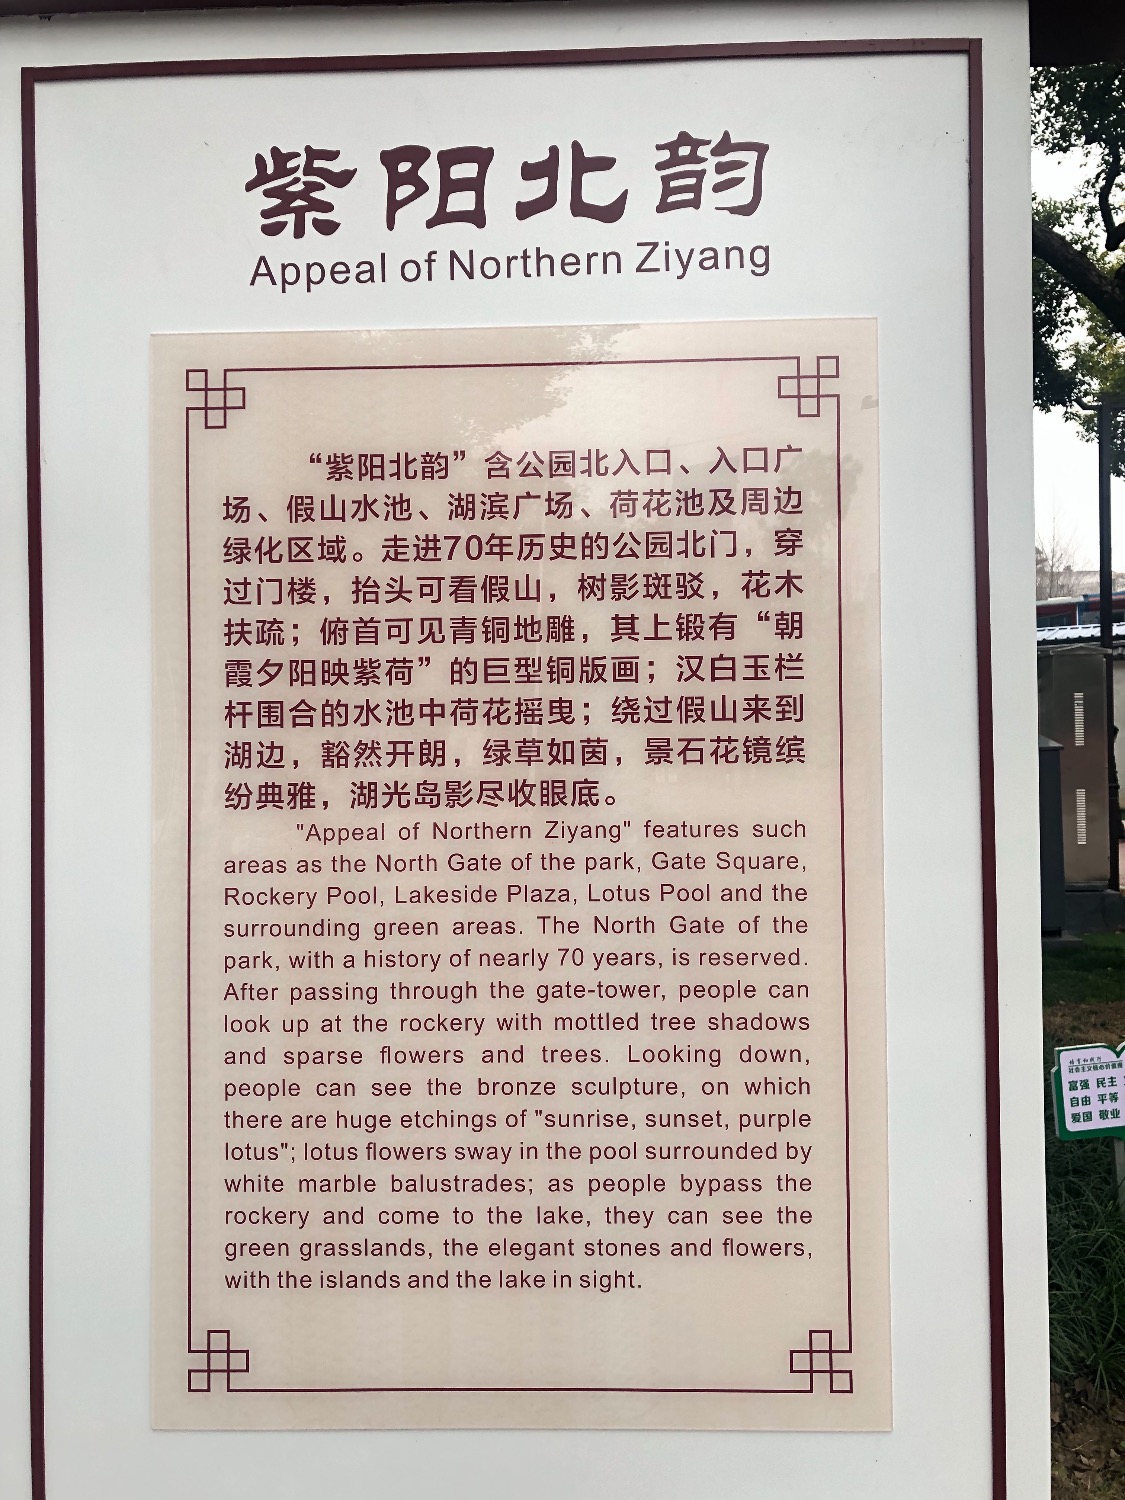 紫阳北韵
Appeal of Northern Ziyang
“紫阳北韵”含公园北入口、入口广
场、假山水池、湖滨广场、荷花池及周边
绿化区域。走进70年历史的公园北门，穿
过门楼，抬头可看假山，树影斑驳，花木
扶疏；俯首可见青铜地雕，其上锻有“朝
霞夕阳映紫荷”的巨型铜版画；汉白玉栏
杆围合的水池中荷花摇曳；绕过假山来到
湖边，豁然开朗，绿草如茵，景石花镜缤
纷典雅，湖光岛影尽收眼底。
"Appeal of Northern Ziyang" features such
areas as the North Gate of the park, Gate Square,
Rockery Pool, Lakeside Plaza, Lotus Pool and the
surrounding green areas. The North Gate of the
park, with a history of nearly 70 years, is reserved.
After passing through the gate-tower, people can
look up at the rockery with mottled tree shadows
and sparse flowers and trees. Looking down,
people can see the bronze sculpture, on which
there are huge etchings of "sunrise, sunset, purple
lotus"; lotus flowers sway in the pool surrounded by
white marble balustrades; as people bypass the
rockery and come to the lake, they can see the
green grasslands, the elegant stones and flowers,
with the islands and the lake in sight.
社会主义核心价值观
富强 民主
自由 平等
爱国 敬业